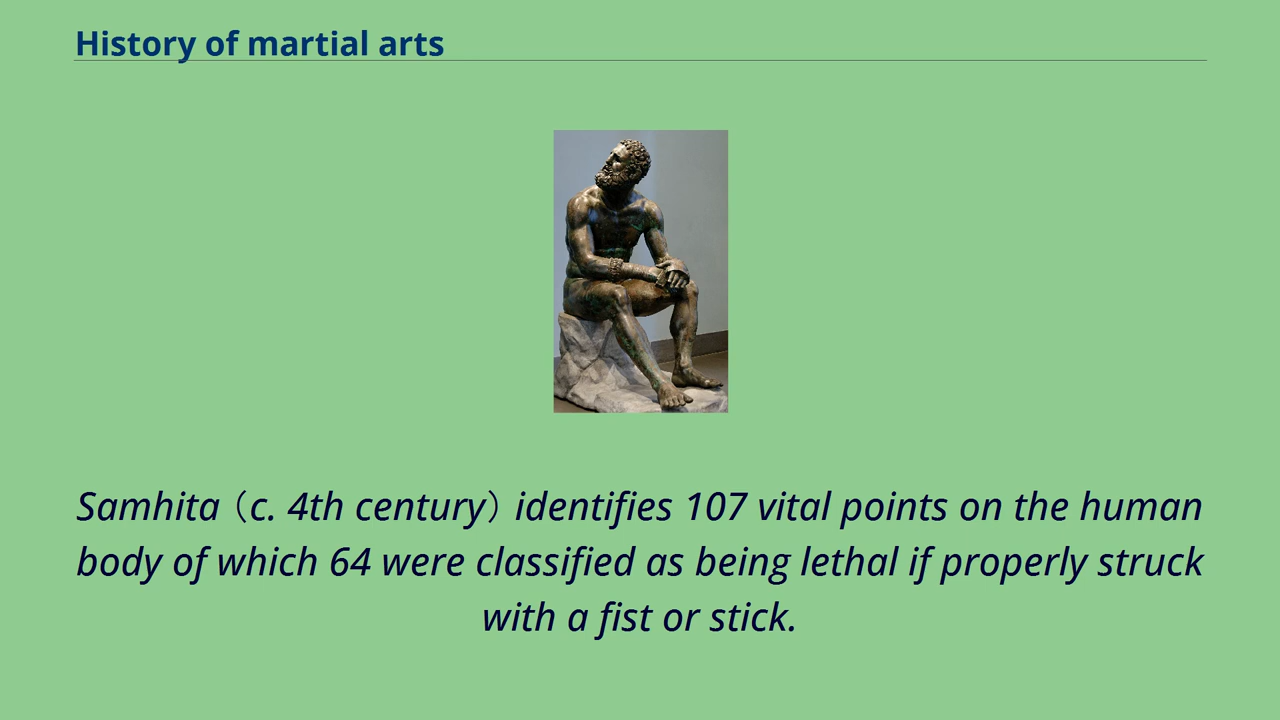 History of martial arts
Samhita（c. 4th century）identifies 107 vital points on the human
body of which 64 were classified as being lethal if properly struck
with a fist or stick.